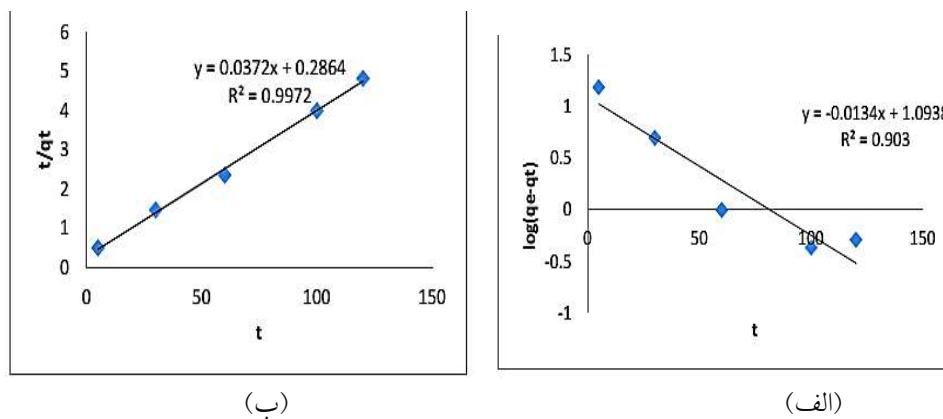 6
5
4
3
2
1
0
t/qt
y = 0.0372x + 0.2864
R² = 0.9972
0 50 100 150
t
(ب)
1.5
1
0.5
0
-0.5
-1
log(qe-qt)
y = -0.0134x + 1.0938
R² = 0.903
0 50 100 150
t
(الف)